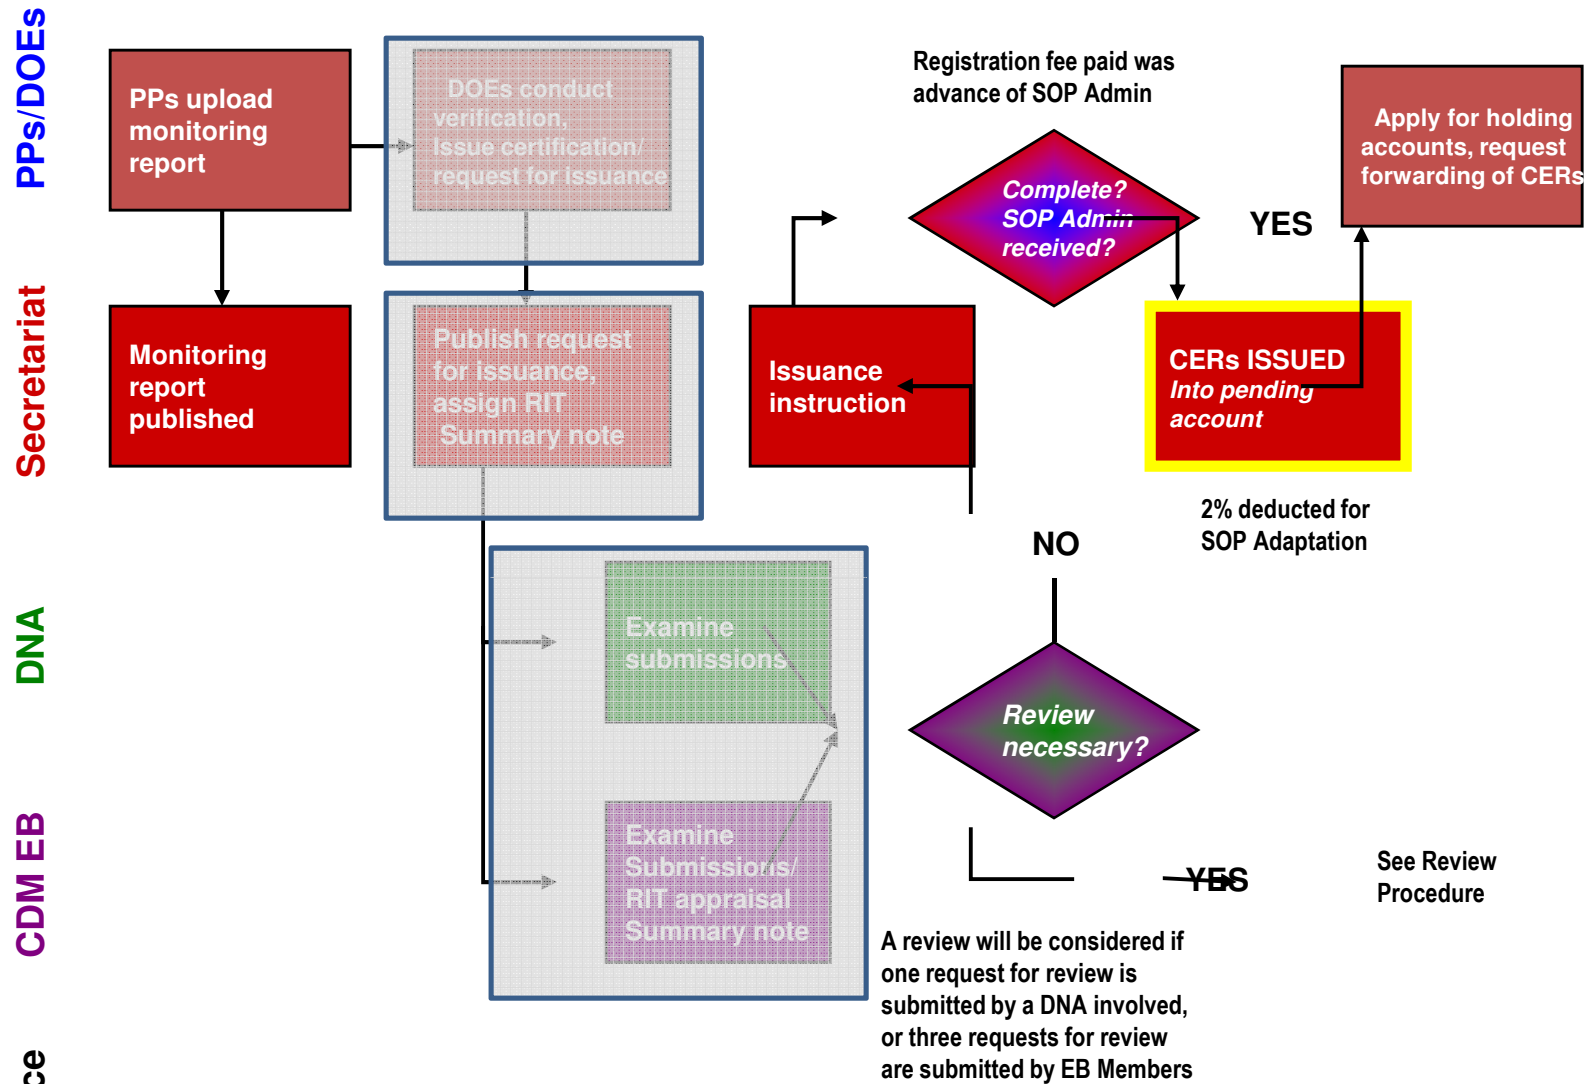 PPs/DOEs
PPs upload
monitoring
report
DOEs conduct
verification,
Issue certification/
request for issuance
Registration fee paid was
advance of SOP Admin
Complete?
SOP Admin
received?
YES
Apply for holding
accounts, request
forwarding of CERs
Secretariat
Monitoring
report
published
Publish request
for issuance,
assign RIT
Summary note
Issuance
instruction
CERs ISSUED
Into pending
account
2% deducted for
SOP Adaptation
NO
DNA
Examine
submissions
Review
necessary?
CDM EB
Examine
Submissions/
RIT appraisal
Summary note
YES
See Review
Procedure
A review will be considered if
one request for review is
submitted by a DNA involved,
or three requests for review
are submitted by EB Members